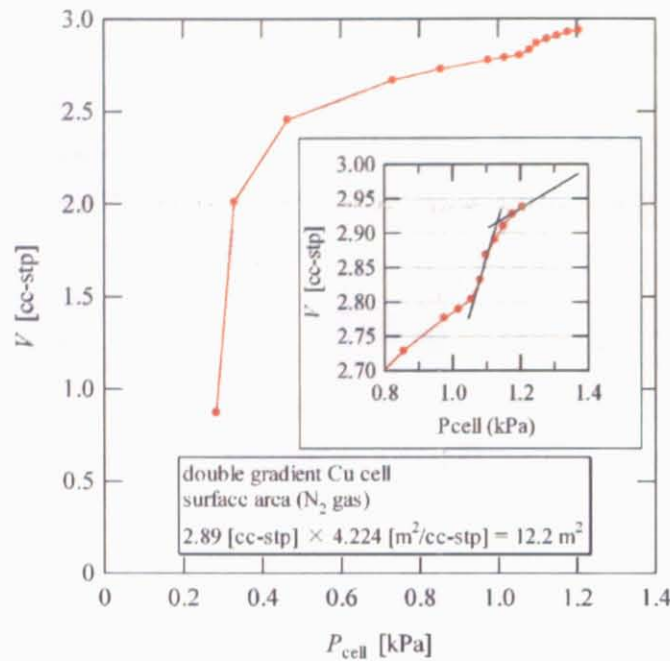 3.0
2.5
2.0
1.5
1.0
0.5
0
V [cc-stp]
3.00
2.95
2.90
2.85
2.80
2.75
2.70
V [cc-stp]
0.8 1.0 1.2 1.4
Pcell (kPa)
double gradient Cu cell
surface area (N₂ gas)
2.89 [cc-stp] × 4.224 [m²/cc-stp] = 12.2 m²
0 0.2 0.4 0.6 0.8 1.0 1.2 1.4
P_cell [kPa]